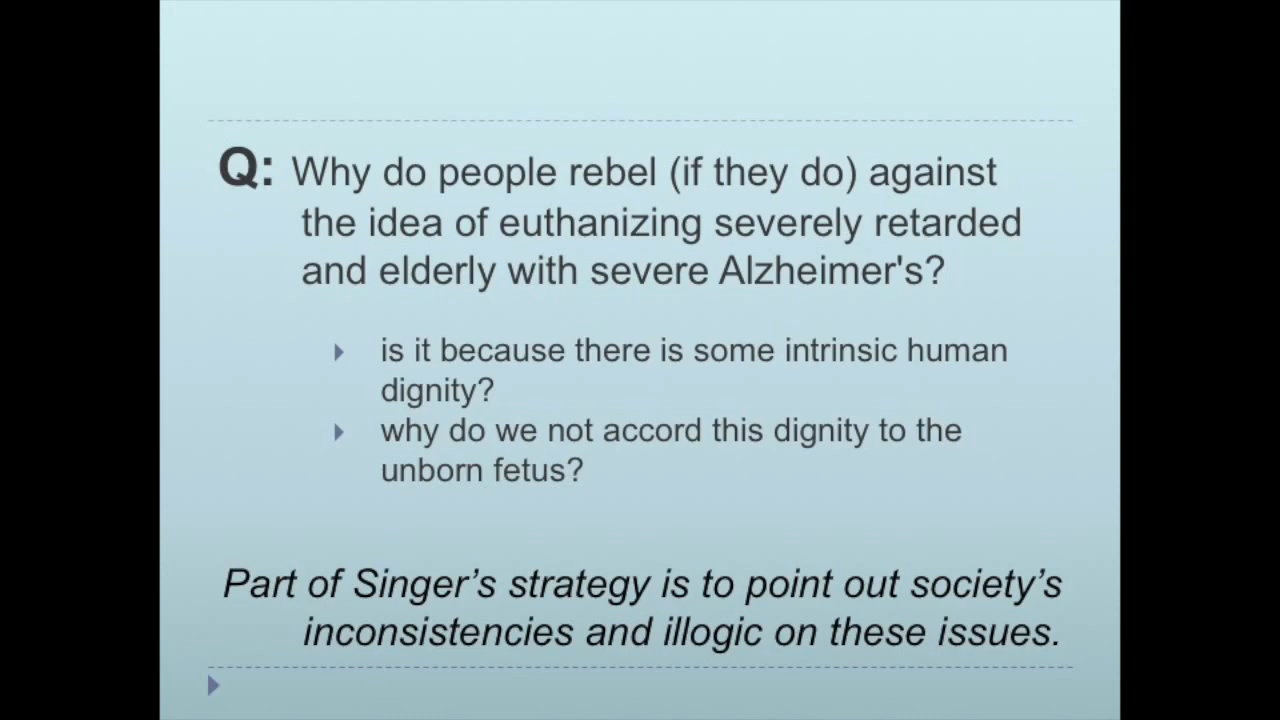 Q: Why do people rebel (if they do) against
the idea of euthanizing severely retarded
and elderly with severe Alzheimer's?
is it because there is some intrinsic human
dignity?
why do we not accord this dignity to the
unborn fetus?
Part of Singer’s strategy is to point out society’s
inconsistencies and illogic on these issues.